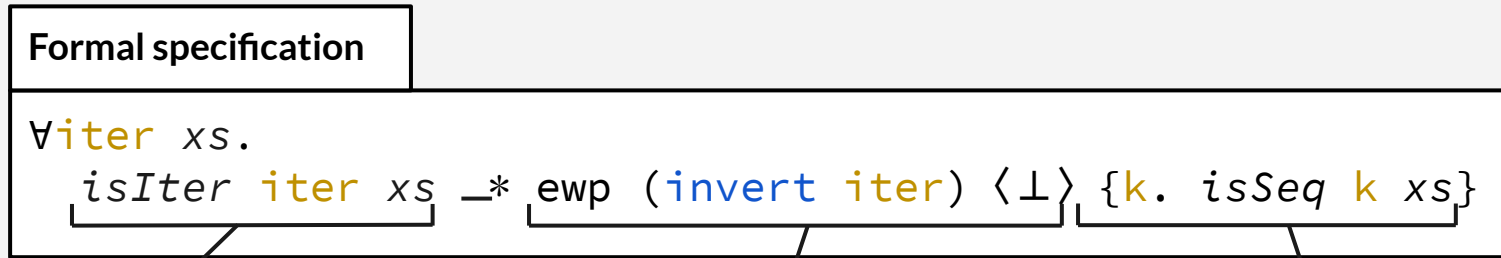 Formal specification
∀iter xs.
isIter iter xs −* ewp (invert iter) ⟨⊥⟩ {k. isSeq k xs}